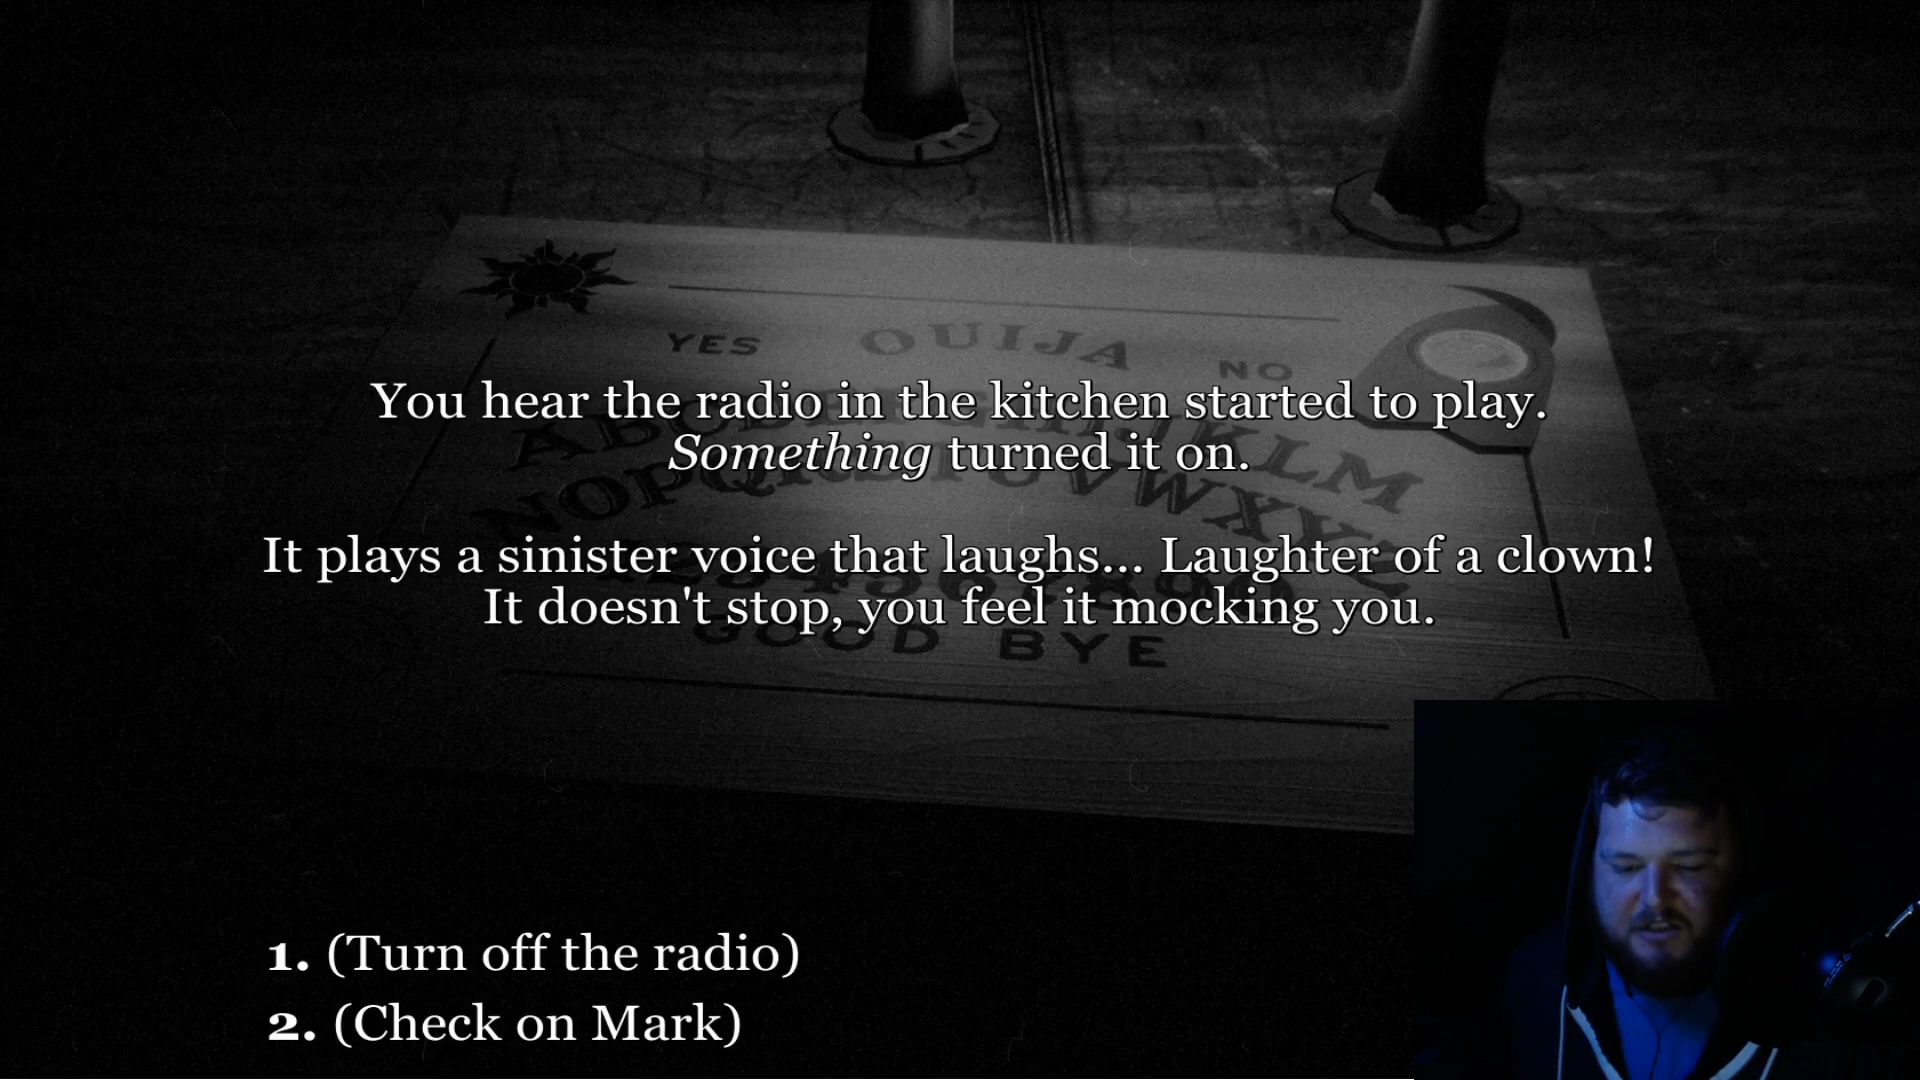 YES OUIJA NO
You hear the radio in the kitchen started to play.
Something turned it on.
It plays a sinister voice that laughs... Laughter of a clown!
It doesn't stop, you feel it mocking you.
GOOD BYE
1. (Turn off the radio)
2. (Check on Mark)